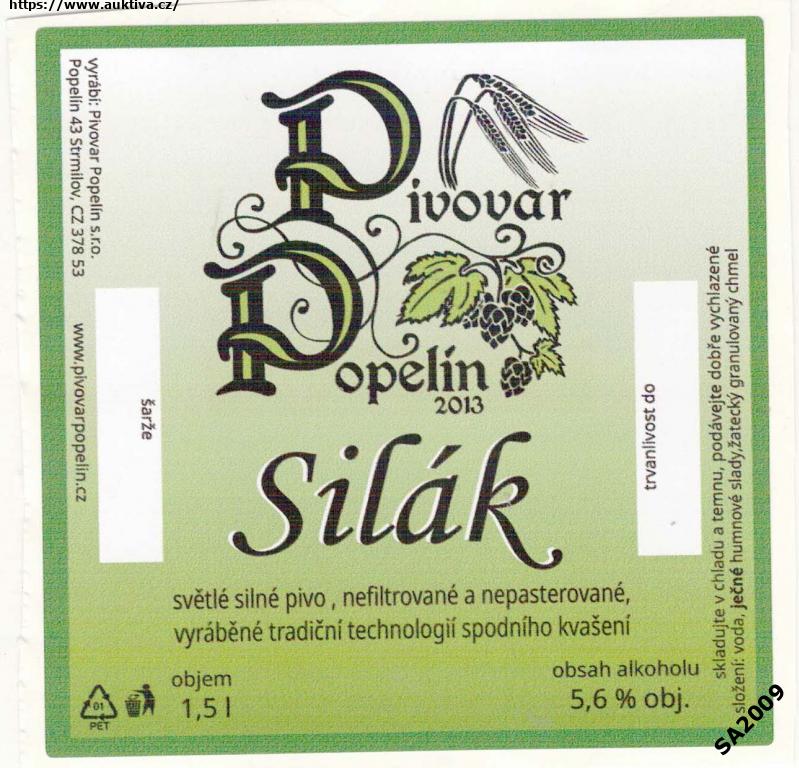 https://www.auktiva.cz/
vyrábí: Pivovar Popelín s.r.o.
Popelín 43 Strmilov, CZ 378 53
www.pivovarpopelin.cz
šarže
Pivovar
Popelín
2013
Silák
světlé silné pivo , nefiltrované a nepasterované,
vyráběné tradiční technologií spodního kvašení
objem
1,5 l
obsah alkoholu
5,6 % obj.
01
PET
trvanlivost do
skladujte v chladu a temnu, podávejte dobře vychlazené
složení: voda, ječné humnové slady,žatecký granulovaný chmel
SA2009